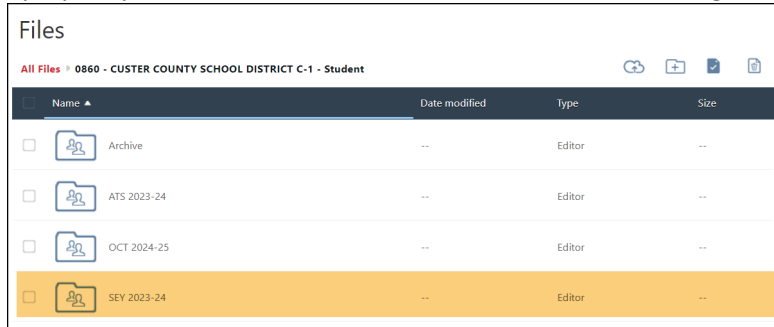 Files
All Files 0860 - CUSTER COUNTY SCHOOL DISTRICT C-1 - Student
Name Date modified Type Size
Archive -- Editor --
ATS 2023-24 -- Editor --
OCT 2024-25 -- Editor --
SEY 2023-24 -- Editor --